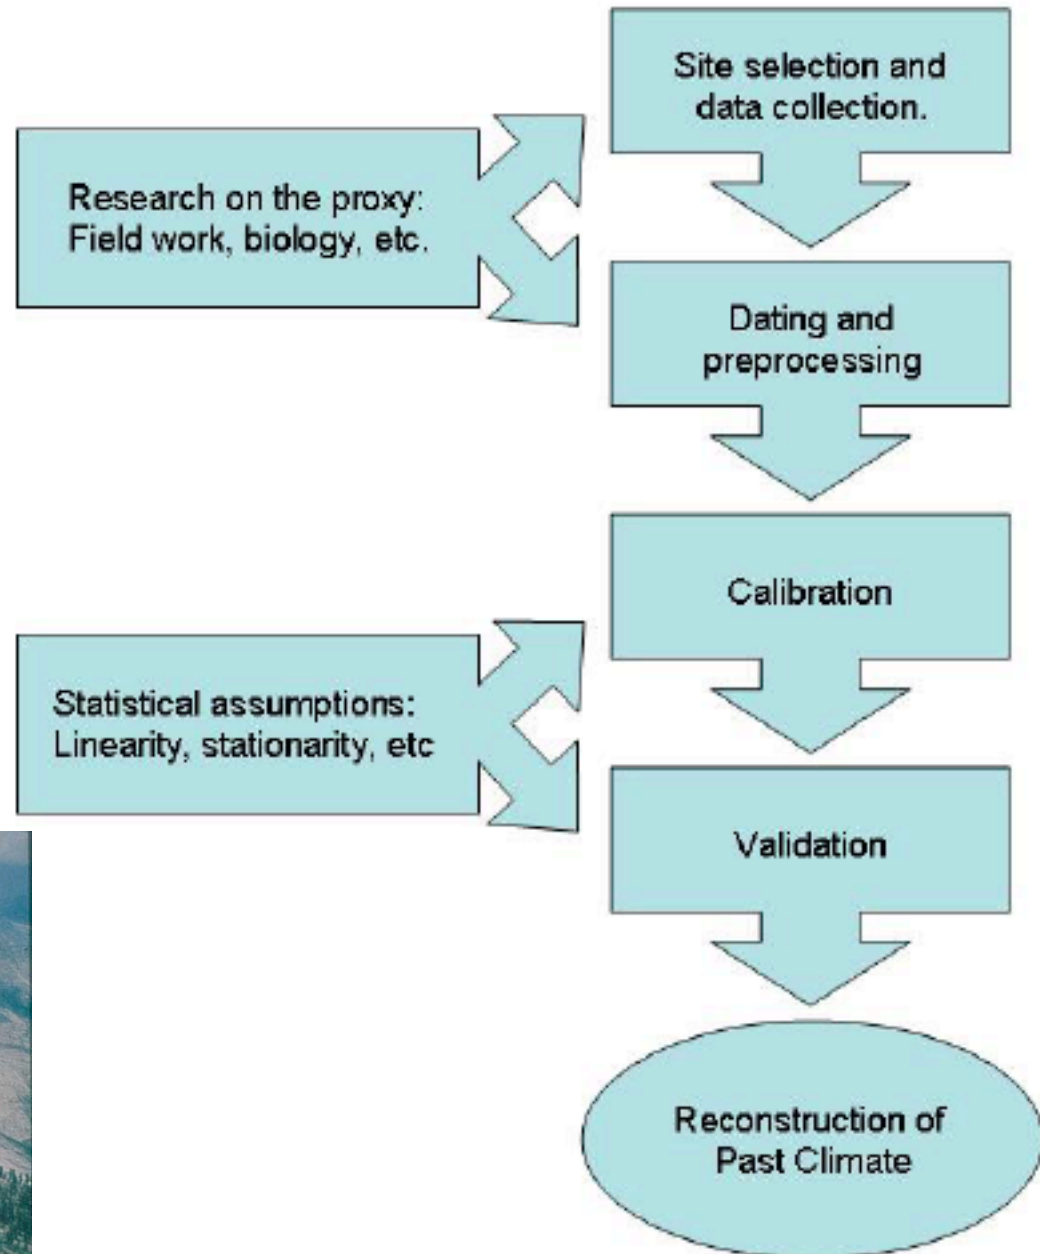 Site selection and
data collection.
Research on the proxy:
Field work, biology, etc.
Dating and
preprocessing
Calibration
Statistical assumptions:
Linearity, stationarity, etc
Validation
Reconstruction of
Past Climate